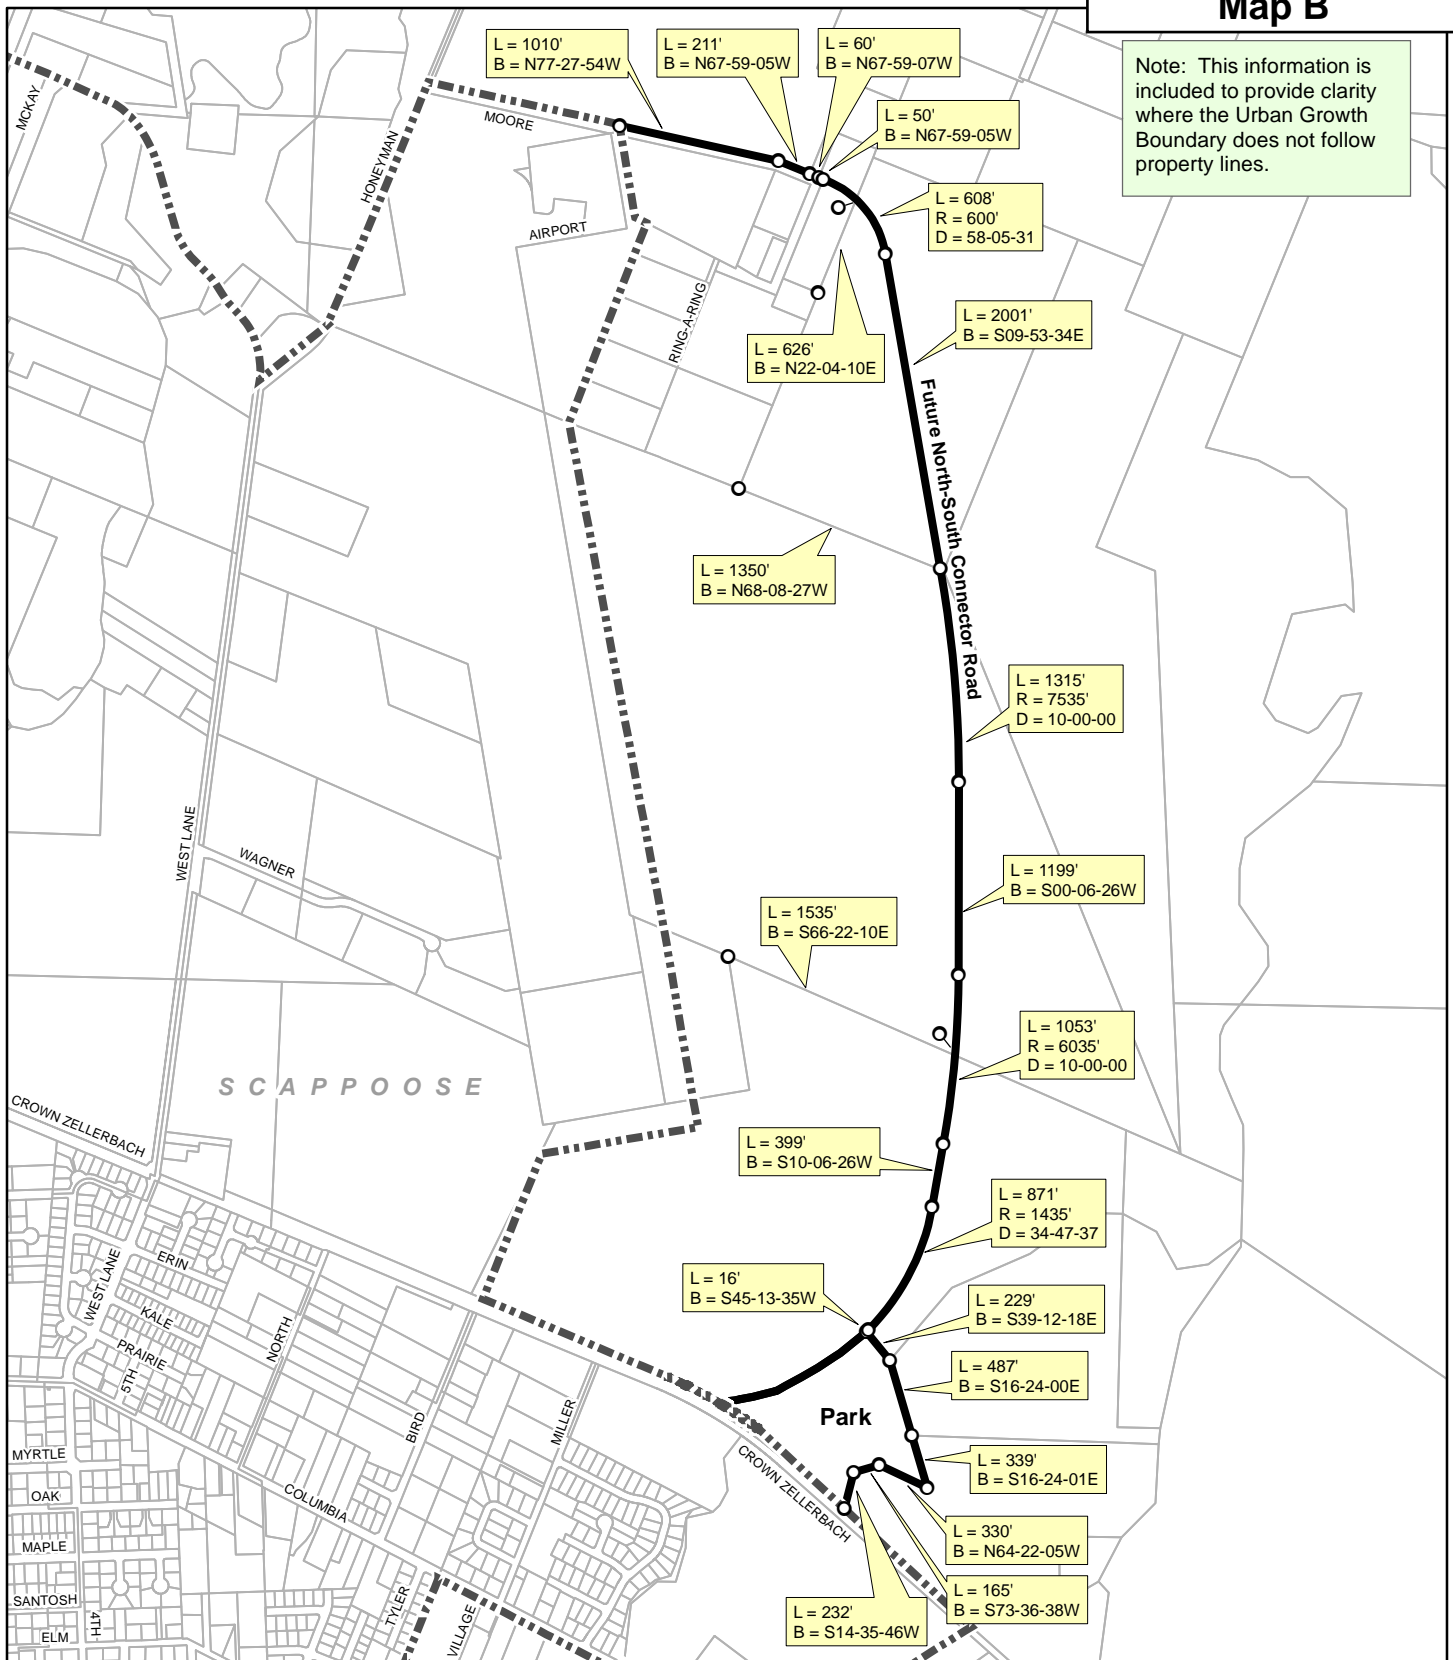 Map B
Note: This information is
included to provide clarity
where the Urban Growth
Boundary does not follow
property lines.
L = 1010'
B = N77-27-54W
L = 211'
B = N67-59-05W
L = 60'
B = N67-59-07W
L = 50'
B = N67-59-05W
MCKAY
MOORE
HONEYMAN
AIRPORT
L = 608'
R = 600'
D = 58-05-31
RING-A-RING
L = 626'
B = N22-04-10E
L = 2001'
B = S09-53-34E
Future North-South Connector Road
L = 1350'
B = N68-08-27W
L = 1315'
R = 7535'
D = 10-00-00
WEST LANE
WAGNER
L = 1199'
B = S00-06-26W
L = 1535'
B = S66-22-10E
L = 1053'
R = 6035'
D = 10-00-00
SCAPPOOSE
CROWN ZELLERBACH
L = 399'
B = S10-06-26W
L = 871'
R = 1435'
D = 34-47-37
L = 16'
B = S45-13-35W
L = 229'
B = S39-12-18E
ERIN
WEST LANE
KALE
PRAIRIE
5TH
NORTH
L = 487'
B = S16-24-00E
Park
BIRD
MILLER
MYRTLE
CROWN ZELLERBACH
L = 339'
B = S16-24-01E
OAK
COLUMBIA
L = 330'
B = N64-22-05W
MAPLE
L = 165'
B = S73-36-38W
SANTOSH
4TH
TYLER
VILLAGE
L = 232'
B = S14-35-46W
ELM